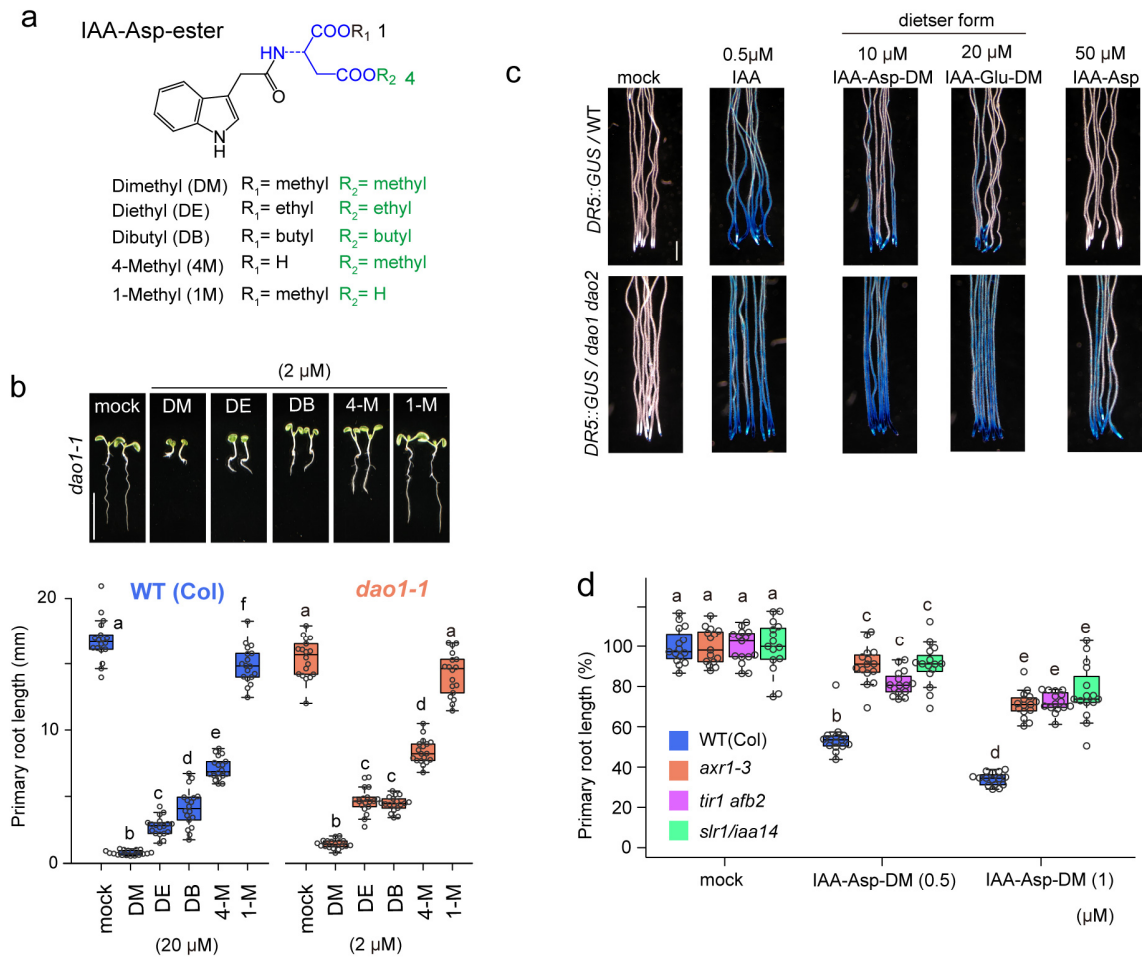 a
IAA-Asp-ester
COOR1 1
NH
COOR2 4
O
N
H
Dimethyl (DM) R1= methyl R2= methyl
Diethyl (DE) R1= ethyl R2= ethyl
Dibutyl (DB) R1= butyl R2= butyl
4-Methyl (4M) R1= H R2= methyl
1-Methyl (1M) R1= methyl R2= H
b
(2 µM)
mock DM DE DB 4-M 1-M
dao1-1
WT (Col) dao1-1
Primary root length (mm)
20
10
0
a b c d e f
a b c c d a
mock DM DE DB 4-M 1-M
(20 µM)
mock DM DE DB 4-M 1-M
(2 µM)
c
dietser form
mock
0.5µM
IAA
10 µM
IAA-Asp-DM
20 µM
IAA-Glu-DM
50 µM
IAA-Asp
DR5::GUS / WT
DR5::GUS / dao1 dao2
d
Primary root length (%)
100
80
60
40
20
0
a a a a
b c c c
d e e e
WT(Col)
axr1-3
tir1 afb2
slr1/iaa14
mock IAA-Asp-DM (0.5) IAA-Asp-DM (1)
(µM)